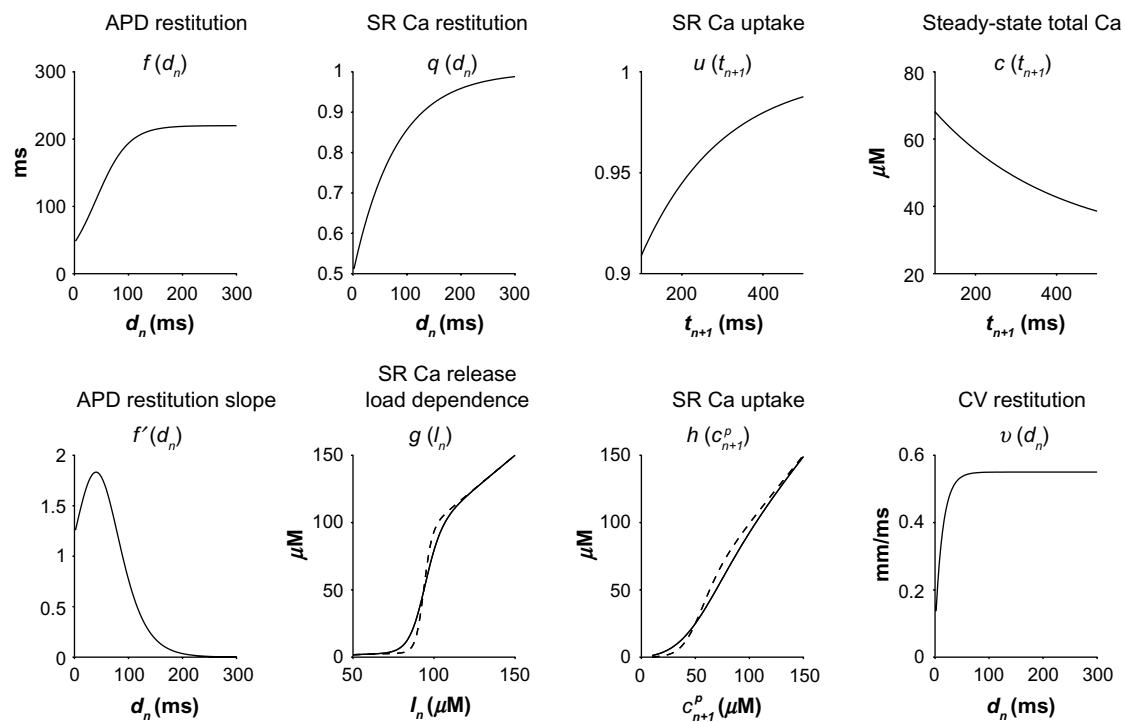 APD restitution
f (dₙ)
300
200
100
0
ms
0 100 200 300
dₙ (ms)
SR Ca restitution
q (dₙ)
1
0.9
0.8
0.7
0.6
0.5
0 100 200 300
dₙ (ms)
SR Ca uptake
u (tₙ₊₁)
1
0.95
0.9
200 400
tₙ₊₁ (ms)
Steady-state total Ca
c (tₙ₊₁)
80
60
40
20
μM
200 400
tₙ₊₁ (ms)
APD restitution slope
f′ (dₙ)
2
1.5
1
0.5
0
0 100 200 300
dₙ (ms)
SR Ca release
load dependence
g (lₙ)
150
100
50
0
μM
50 100 150
lₙ (μM)
SR Ca uptake
h (cᵖₙ₊₁)
150
100
50
0
μM
0 50 100 150
cᵖₙ₊₁ (μM)
CV restitution
υ (dₙ)
0.6
0.4
0.2
0
mm/ms
0 100 200 300
dₙ (ms)